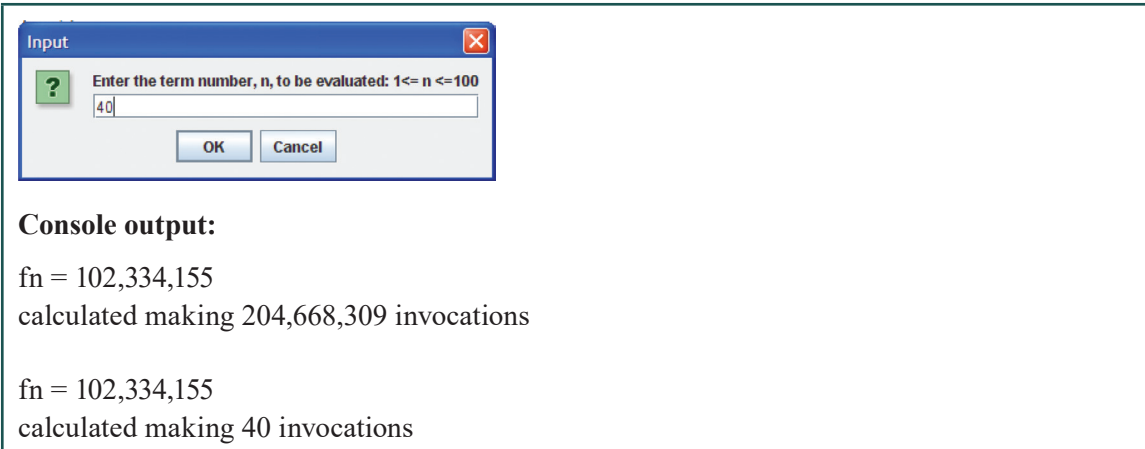 Input
Enter the term number, n, to be evaluated: 1<= n <=100
40
OK Cancel
Console output:
fn = 102,334,155
calculated making 204,668,309 invocations
fn = 102,334,155
calculated making 40 invocations